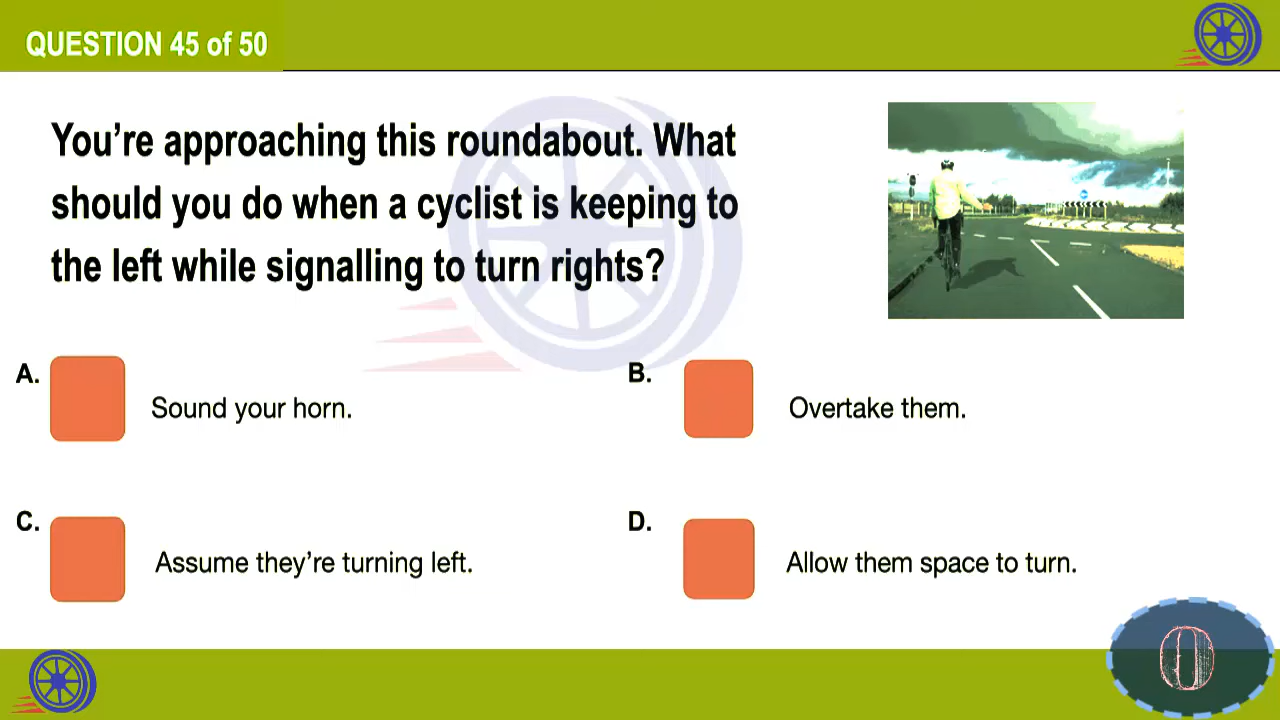 QUESTION 45 of 50
You're approaching this roundabout. What
should you do when a cyclist is keeping to
the left while signalling to turn rights?
A.
Sound your horn.
B.
Overtake them.
C.
Assume they're turning left.
D.
Allow them space to turn.
0